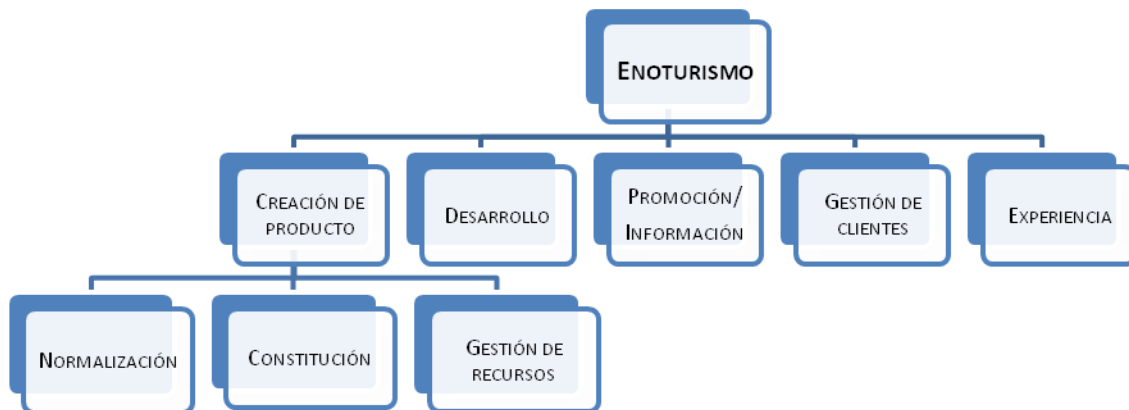 ENOTURISMO
CREACIÓN DE
PRODUCTO
DESARROLLO
PROMOCIÓN/
INFORMACIÓN
GESTIÓN DE
CLIENTES
EXPERIENCIA
NORMALIZACIÓN
CONSTITUCIÓN
GESTIÓN DE
RECURSOS